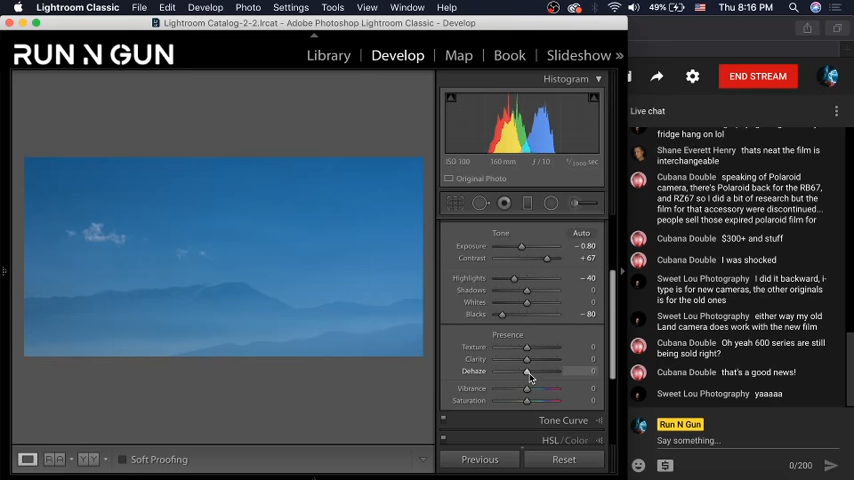 Lightroom Classic File Edit Develop Photo Settings Tools View Window Help 49% Thu 8:16 PM
Lightroom Catalog-2-2.lrcat - Adobe Photoshop Lightroom Classic - Develop
RUN N GUN
Library | Develop | Map | Book | Slideshow »
END STREAM
Histogram
Live chat
fridge hang on lol
Shane Everett Henry thats neat the film is
interchangeable
Cubana Double speaking of Polaroid
camera, there's Polaroid back for the RB67,
and RZ67 so I did a bit of research but the
film for that accessory were discontinued...
people sell those expired polaroid film for
Cubana Double $300+ and stuff
Cubana Double I was shocked
Sweet Lou Photography I did it backward, i-
type is for new cameras, the other originals
is for the old ones
Sweet Lou Photography either way my old
Land camera does work with the new film
Cubana Double Oh yeah 600 series are still
being sold right?
Cubana Double that's a good news!
Sweet Lou Photography yaaaaa
Run N Gun
Say something...
0/200
ISO 100 160 mm ƒ / 10 1/1000 sec
Original Photo
Tone Auto
Exposure - 0.80
Contrast + 67
Highlights - 40
Shadows 0
Whites 0
Blacks - 80
Presence
Texture 0
Clarity 0
Dehaze 0
Vibrance 0
Saturation 0
Tone Curve
HSL / Color
Previous Reset
RA YY Soft Proofing